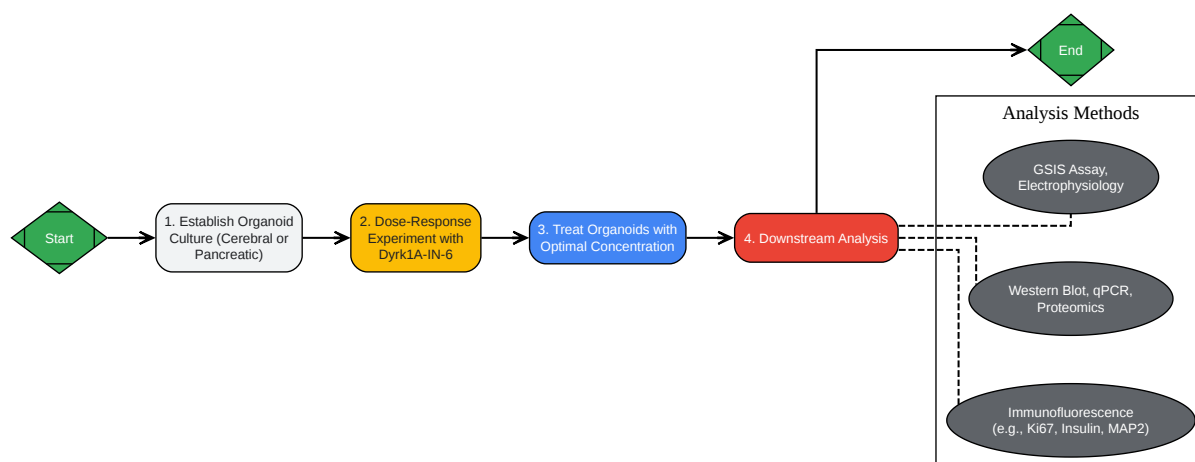 Start
1. Establish Organoid
Culture (Cerebral or
Pancreatic)
2. Dose-Response
Experiment with
Dyrk1A-IN-6
3. Treat Organoids with
Optimal Concentration
4. Downstream Analysis
End
Analysis Methods
GSIS Assay,
Electrophysiology
Western Blot, qPCR,
Proteomics
Immunofluorescence
(e.g., Ki67, Insulin, MAP2)